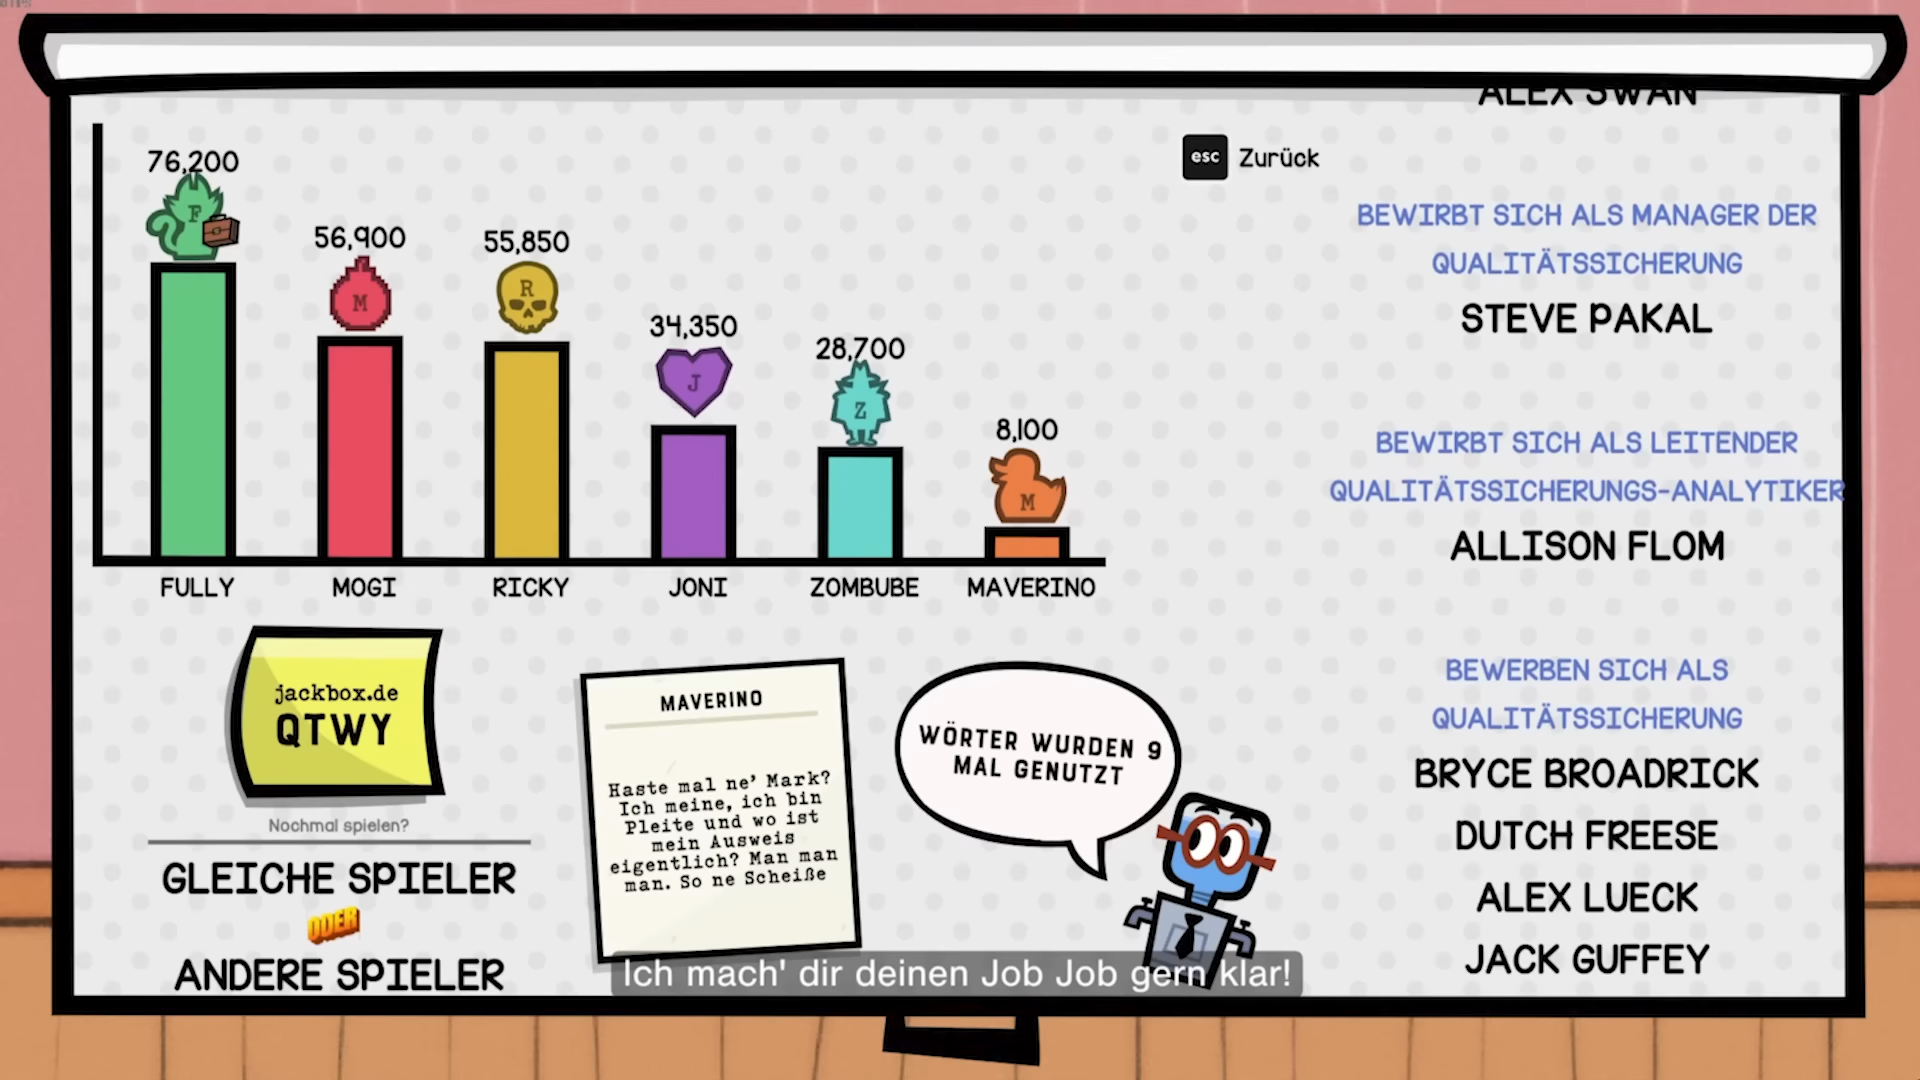 ALEX SWAN
esc Zurück
76,200
F
56,900
M
55,850
R
34,350
J
28,700
Z
8,100
M
FULLY
MOGI
RICKY
JONI
ZOMBUBE
MAVERINO
jackbox.de
QTWY
Nochmal spielen?
GLEICHE SPIELER
ODER
ANDERE SPIELER
MAVERINO
Haste mal ne' Mark?
Ich meine, ich bin
Pleite und wo ist
mein Ausweis
eigentlich? Man man
man. So ne Scheiße
WÖRTER WURDEN 9
MAL GENUTZT
Ich mach' dir deinen Job Job gern klar!
BEWIRBT SICH ALS MANAGER DER
QUALITÄTSSICHERUNG
STEVE PAKAL
BEWIRBT SICH ALS LEITENDER
QUALITÄTSSICHERUNGS-ANALYTIKER
ALLISON FLOM
BEWERBEN SICH ALS
QUALITÄTSSICHERUNG
BRYCE BROADRICK
DUTCH FREESE
ALEX LUECK
JACK GUFFEY